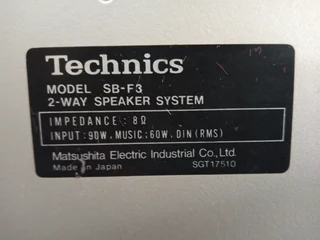 Technics
MODEL SB-F3
2-WAY SPEAKER SYSTEM
IMPEDANCE : 8Ω
INPUT : 90W, MUSIC : 60W, DIN (RMS)
Matsushita Electric Industrial Co., Ltd.
Made in Japan SGT17510